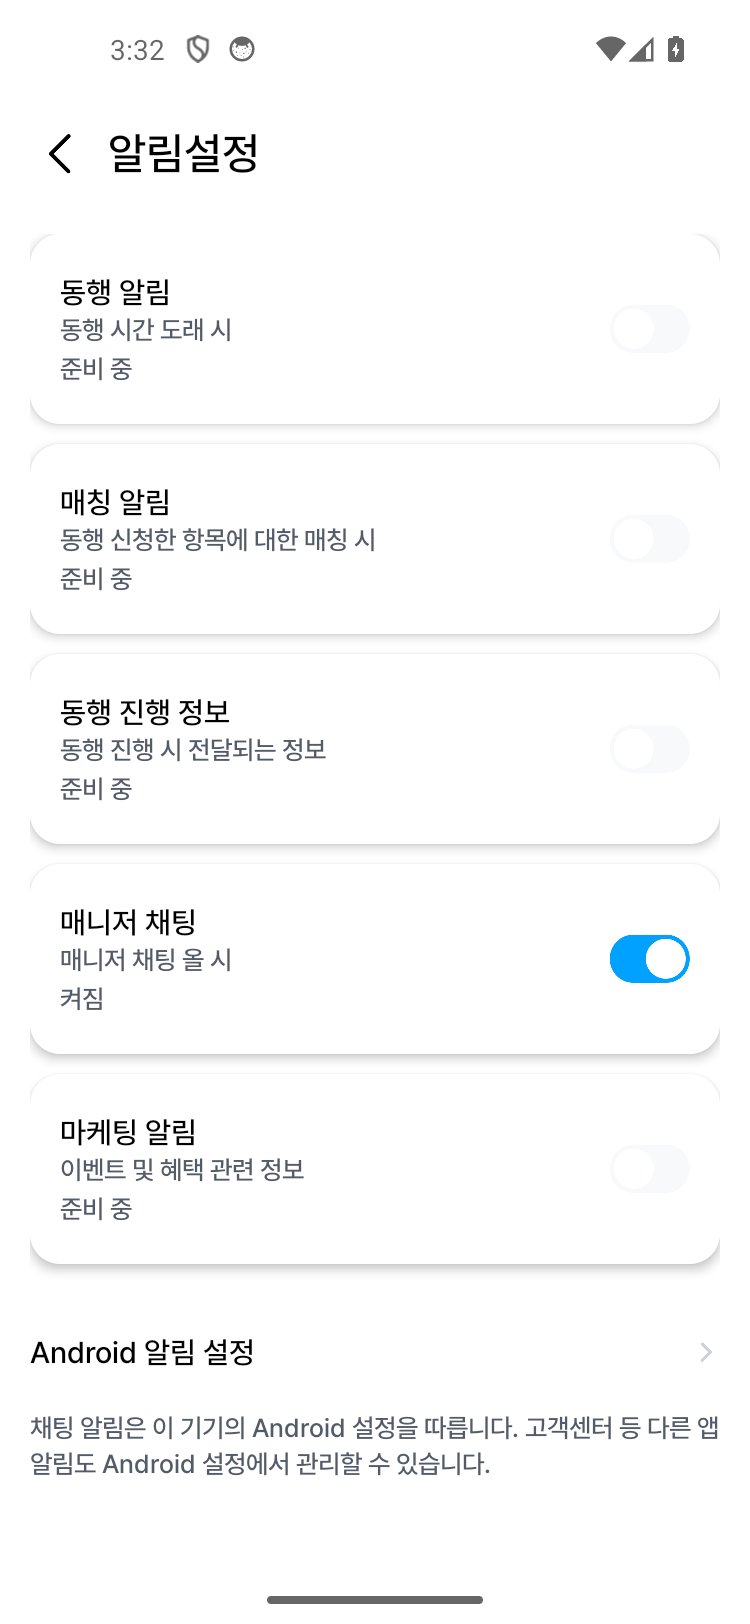 3:32
알림설정
동행 알림
동행 시간 도래 시
준비 중
매칭 알림
동행 신청한 항목에 대한 매칭 시
준비 중
동행 진행 정보
동행 진행 시 전달되는 정보
준비 중
매니저 채팅
매니저 채팅 올 시
켜짐
마케팅 알림
이벤트 및 혜택 관련 정보
준비 중
Android 알림 설정
채팅 알림은 이 기기의 Android 설정을 따릅니다. 고객센터 등 다른 앱
알림도 Android 설정에서 관리할 수 있습니다.